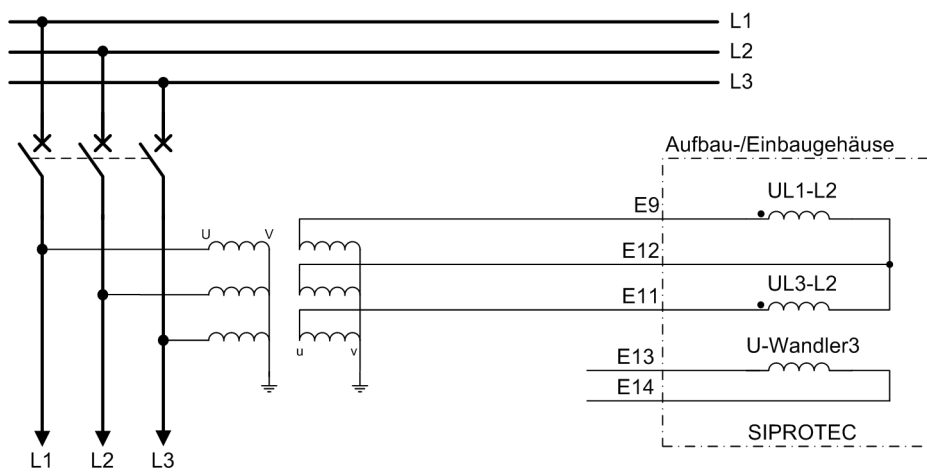 L1
L2
L3
Aufbau-/Einbaugehäuse
UL1-L2
E9
U V
E12
UL3-L2
E11
u v
U-Wandler3
E13
E14
SIPROTEC
L1 L2 L3